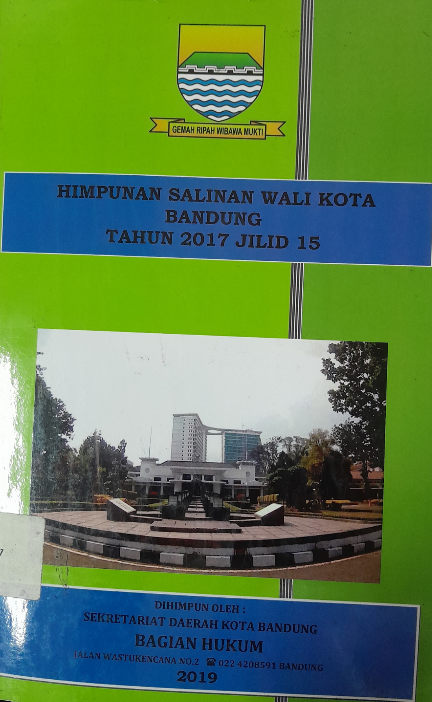 GEMAH RIPAH WIBAWA MUKTI
HIMPUNAN SALINAN WALI KOTA
BANDUNG
TAHUN 2017 JILID 15
DIHIMPUN OLEH :
SEKRETARIAT DAERAH KOTA BANDUNG
BAGIAN HUKUM
JALAN WASTUKENCANA NO.2 ☎ 022 4208591 BANDUNG
2019